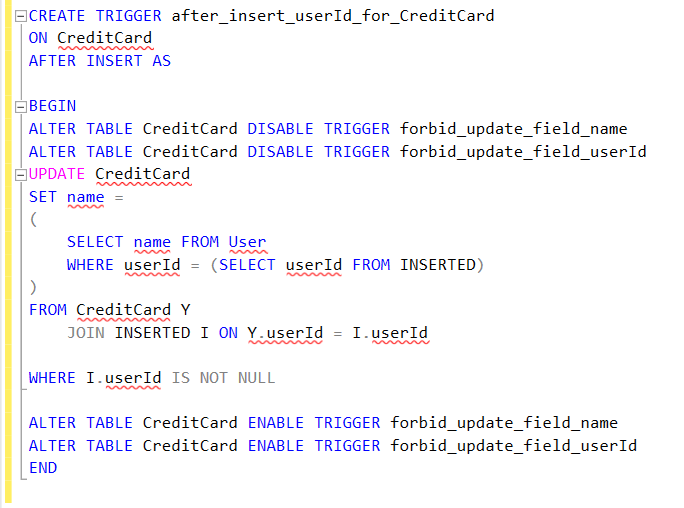 CREATE TRIGGER after_insert_userId_for_CreditCard
ON CreditCard
AFTER INSERT AS
BEGIN
ALTER TABLE CreditCard DISABLE TRIGGER forbid_update_field_name
ALTER TABLE CreditCard DISABLE TRIGGER forbid_update_field_userId
UPDATE CreditCard
SET name =
(
SELECT name FROM User
WHERE userId = (SELECT userId FROM INSERTED)
)
FROM CreditCard Y
JOIN INSERTED I ON Y.userId = I.userId
WHERE I.userId IS NOT NULL
ALTER TABLE CreditCard ENABLE TRIGGER forbid_update_field_name
ALTER TABLE CreditCard ENABLE TRIGGER forbid_update_field_userId
END